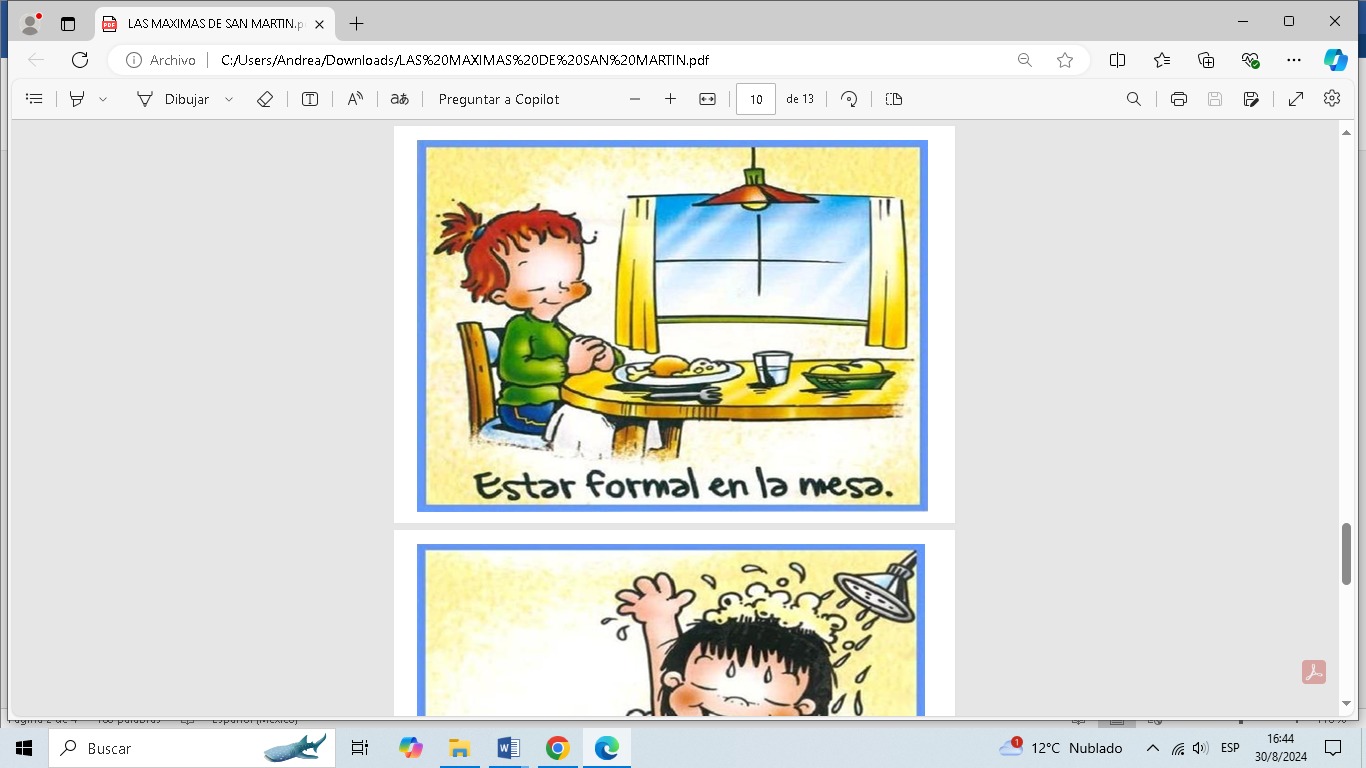 LAS MAXIMAS DE SAN MARTIN.p
Archivo
C:/Users/Andrea/Downloads/LAS%20MAXIMAS%20DE%20SAN%20MARTIN.pdf
Dibujar
Preguntar a Copilot
10
de 13
Estar formal en la mesa.
Buscar
1
12°C Nublado
ESP
16:44
30/8/2024